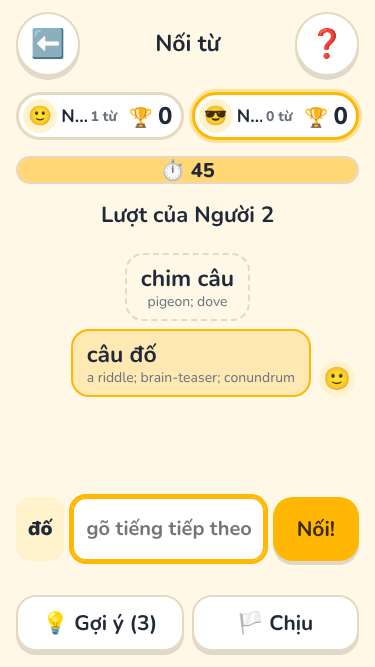 Nối từ
N... 1 từ 0
N... 0 từ 0
45
Lượt của Người 2
chim câu
pigeon; dove
câu đố
a riddle; brain-teaser; conundrum
đố
gõ tiếng tiếp theo
Nối!
Gợi ý (3)
Chịu